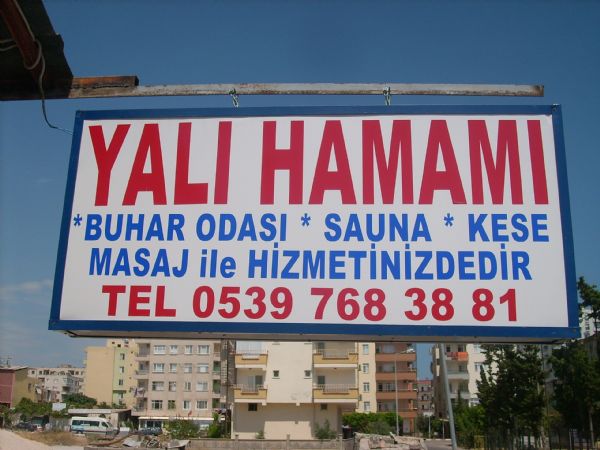 YALI HAMAMI
*BUHAR ODASI * SAUNA * KESE
MASAJ ile HİZMETİNİZDEDİR
TEL 0539 768 38 81